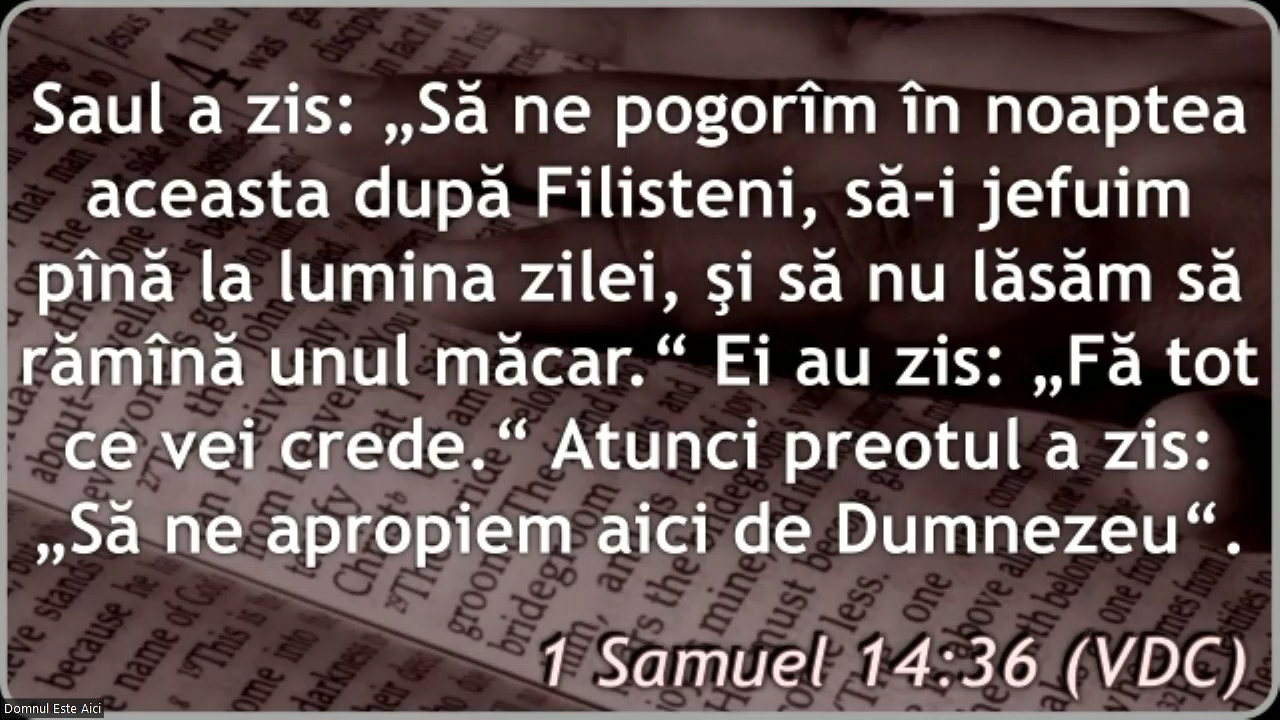 Saul a zis: „Să ne pogorîm în noaptea
aceasta după Filisteni, să-i jefuim
pînă la lumina zilei, şi să nu lăsăm să
rămînă unul măcar.“ Ei au zis: „Fă tot
ce vei crede.“ Atunci preotul a zis:
„Să ne apropiem aici de Dumnezeu“ .
1 Samuel 14:36 (VDC)
Domnul Este Aici